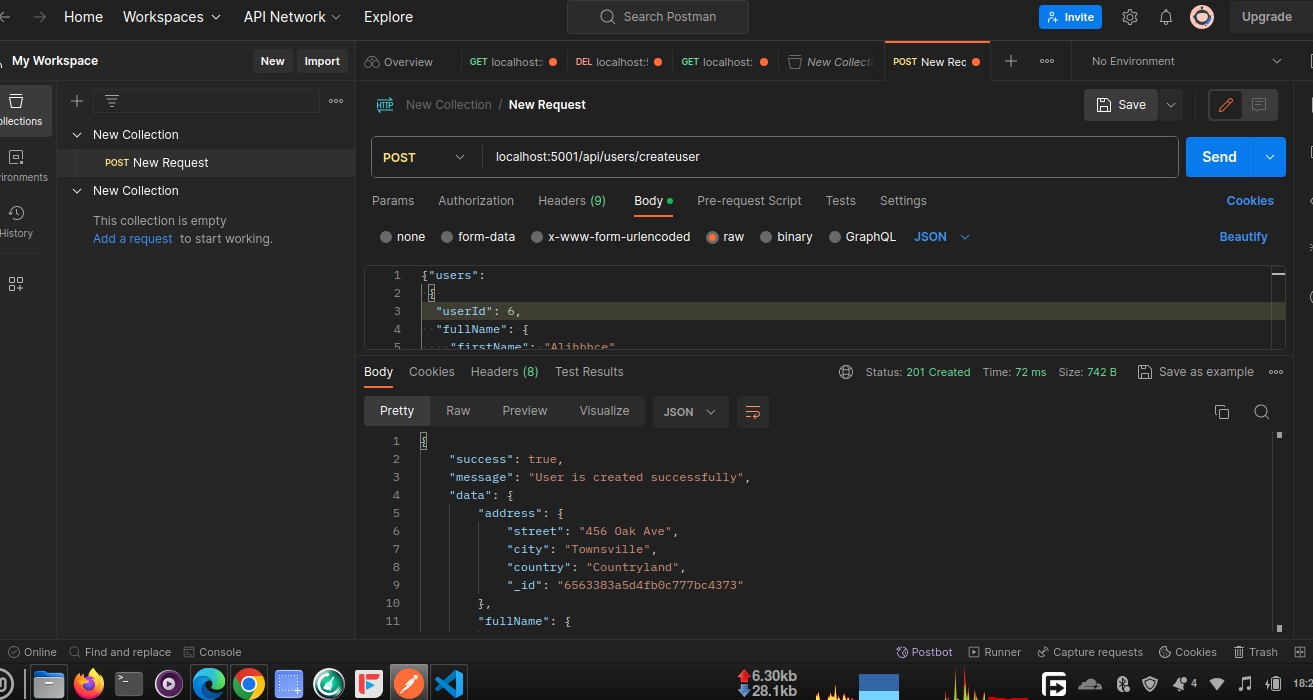 Home Workspaces API Network Explore Search Postman Invite Upgrade
My Workspace New Import Overview GET localhost: DEL localhost: GET localhost: New Collecti POST New Rec No Environment
ollections
ironments
History
New Collection
POST New Request
New Collection
This collection is empty
Add a request to start working.
HTTP New Collection / New Request Save
POST localhost:5001/api/users/createuser Send
Params Authorization Headers (9) Body Pre-request Script Tests Settings Cookies
none form-data x-www-form-urlencoded raw binary GraphQL JSON Beautify
1 {"users":
2 {
3 "userId": 6,
4 "fullName": {
5 "firstName": "Alibbbce"
Body Cookies Headers (8) Test Results Status: 201 Created Time: 72 ms Size: 742 B Save as example
Pretty Raw Preview Visualize JSON
1 {
2 "success": true,
3 "message": "User is created successfully",
4 "data": {
5 "address": {
6 "street": "456 Oak Ave",
7 "city": "Townsville",
8 "country": "Countryland",
9 "_id": "6563383a5d4fb0c777bc4373"
10 },
11 "fullName": {
Online Find and replace Console Postbot Runner Capture requests Cookies Trash
6.30kb
28.1kb
4
18:2